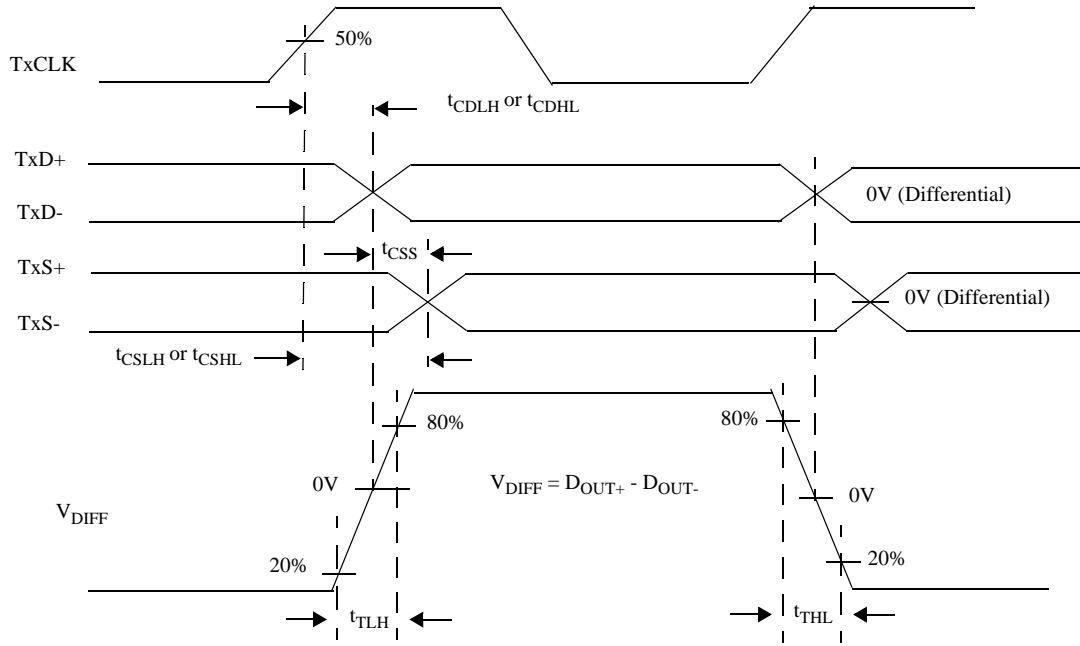 50%
TxCLK
tCDLH or tCDHL
TxD+
0V (Differential)
TxD-
tCSS
TxS+
0V (Differential)
TxS-
tCSLH or tCSHL
80%
80%
0V
VDIFF = DOUT+ - DOUT-
0V
VDIFF
20%
20%
tTLH
tTHL